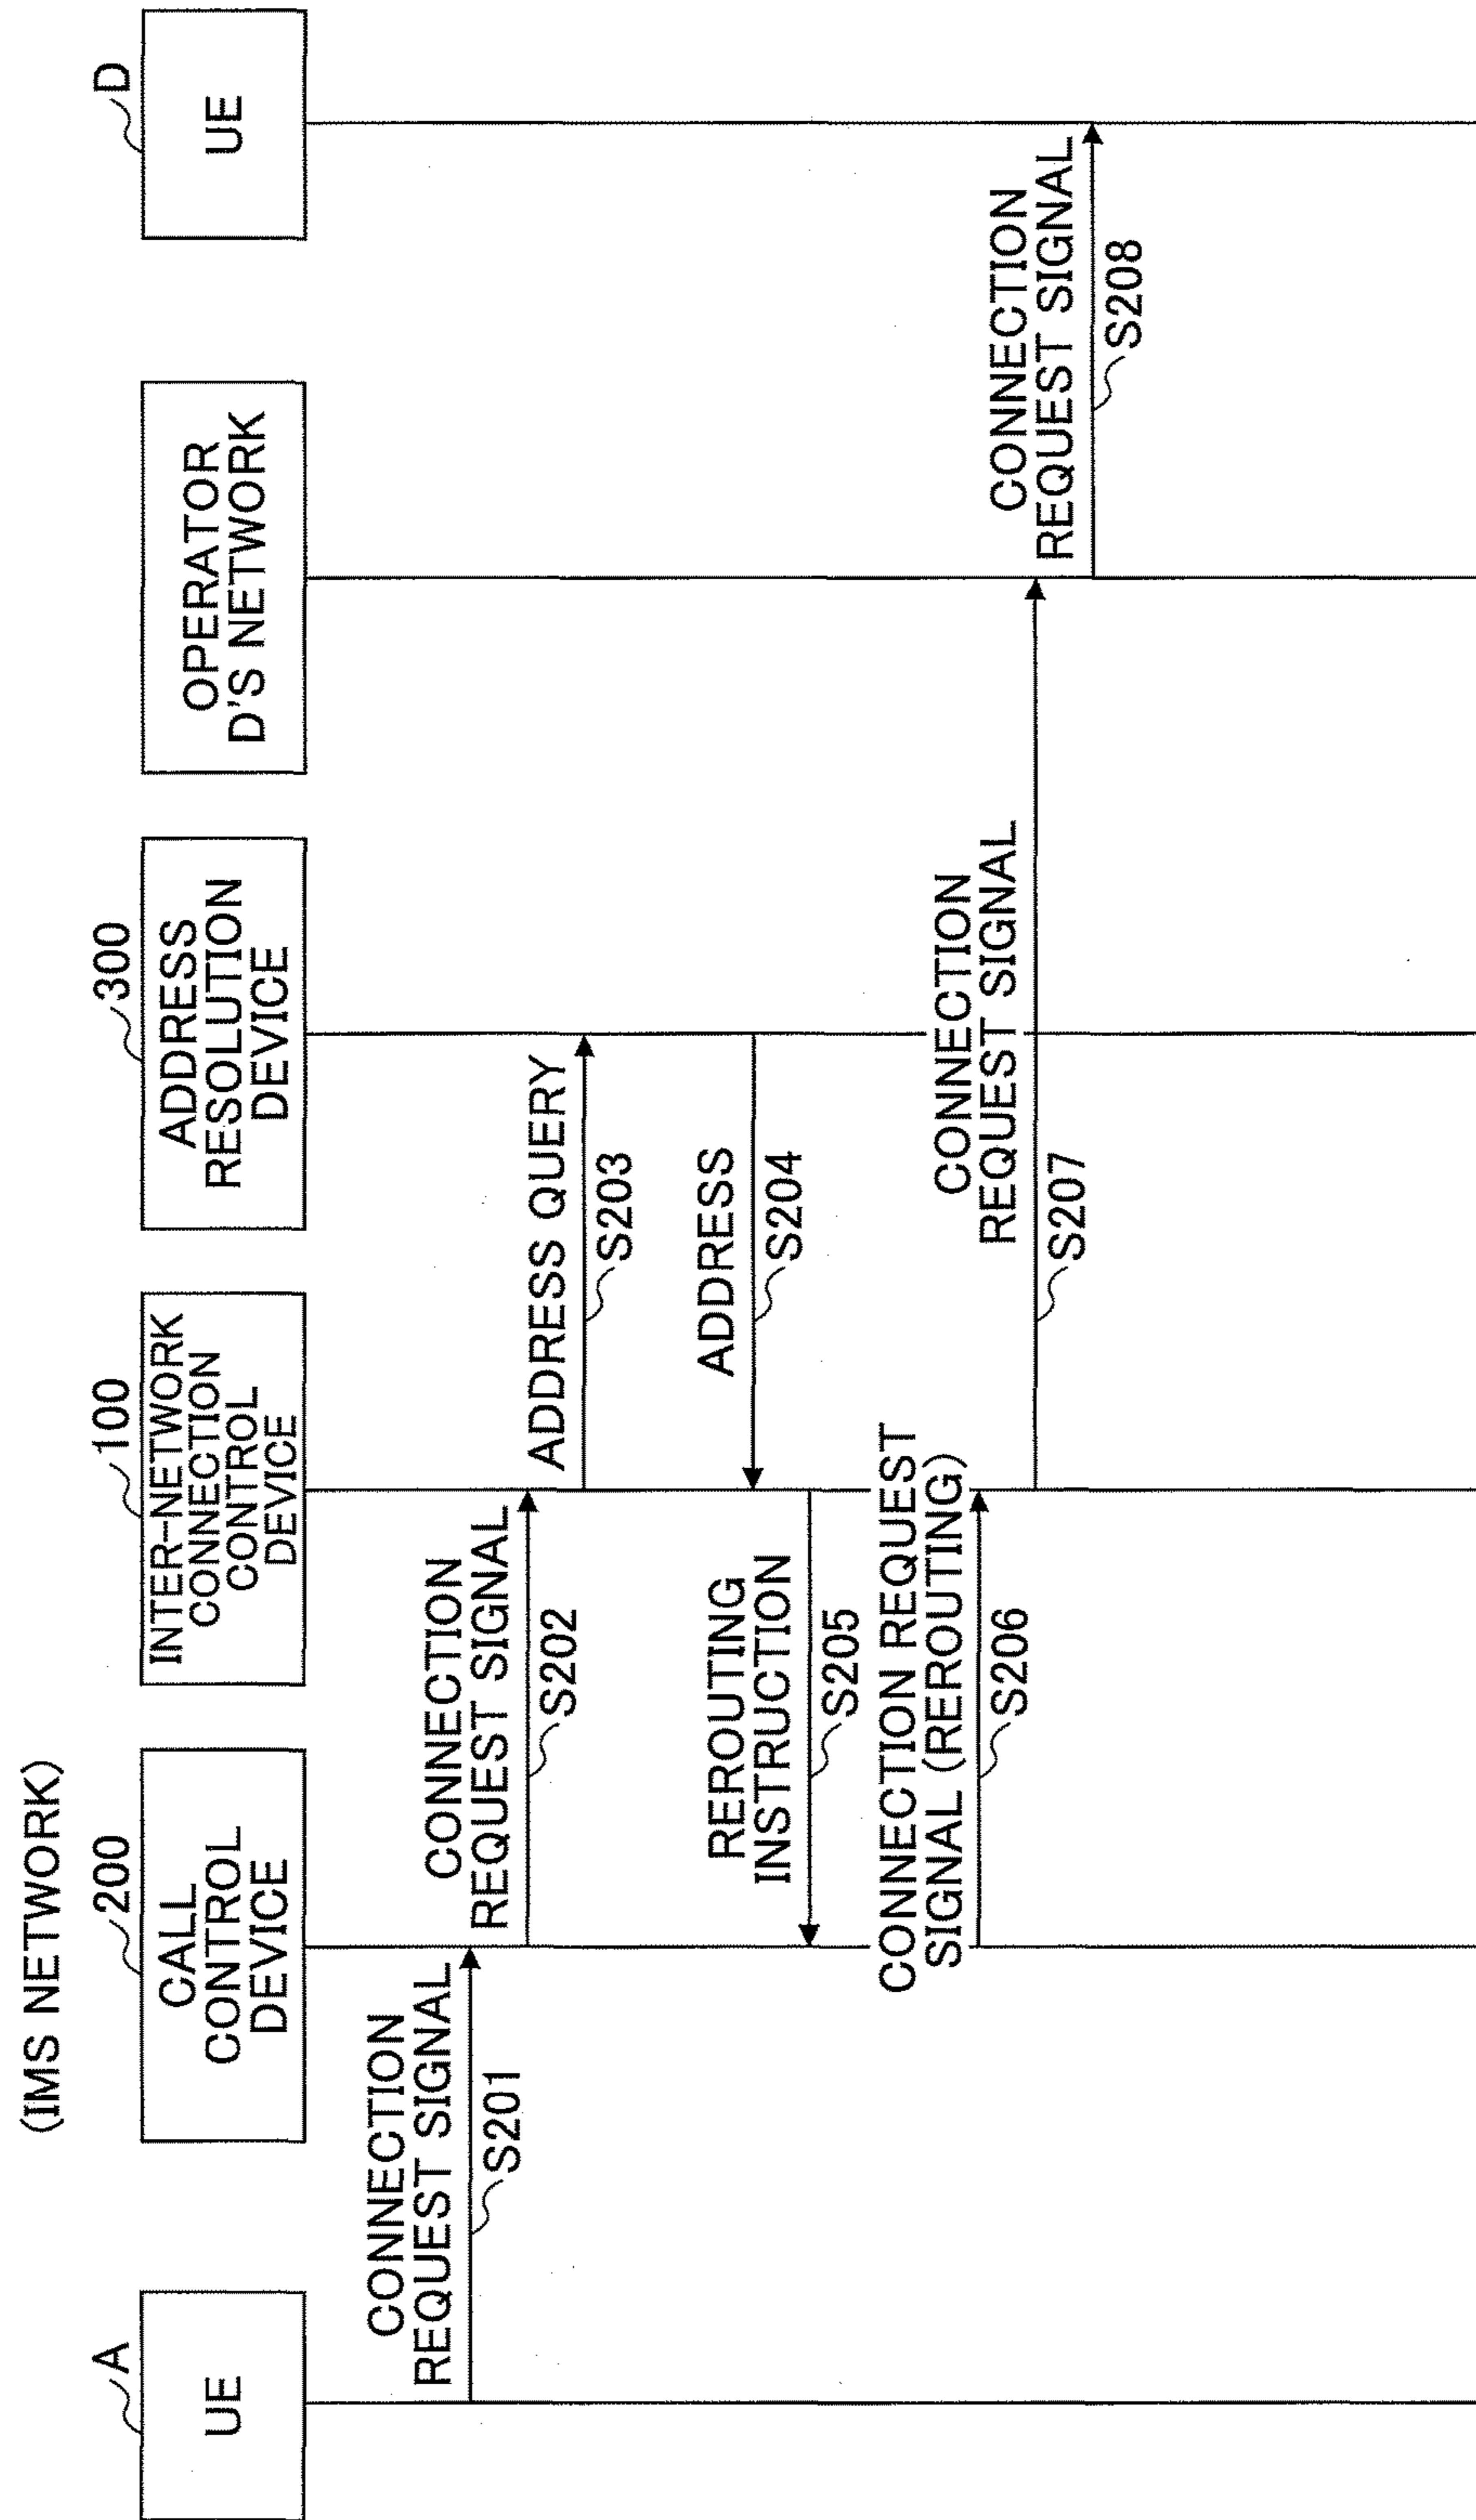 (IMS NETWORK)
A
200
100
300
D
UE
CALL
CONTROL
DEVICE
INTER-NETWORK
CONNECTION
CONTROL
DEVICE
ADDRESS
RESOLUTION
DEVICE
OPERATOR
D'S NETWORK
UE
CONNECTION
REQUEST SIGNAL
S201
CONNECTION
REQUEST SIGNAL
S202
ADDRESS QUERY
S203
ADDRESS
S204
REROUTING
INSTRUCTION
S205
CONNECTION REQUEST
SIGNAL (REROUTING)
S206
CONNECTION
REQUEST SIGNAL
S207
CONNECTION
REQUEST SIGNAL
S208